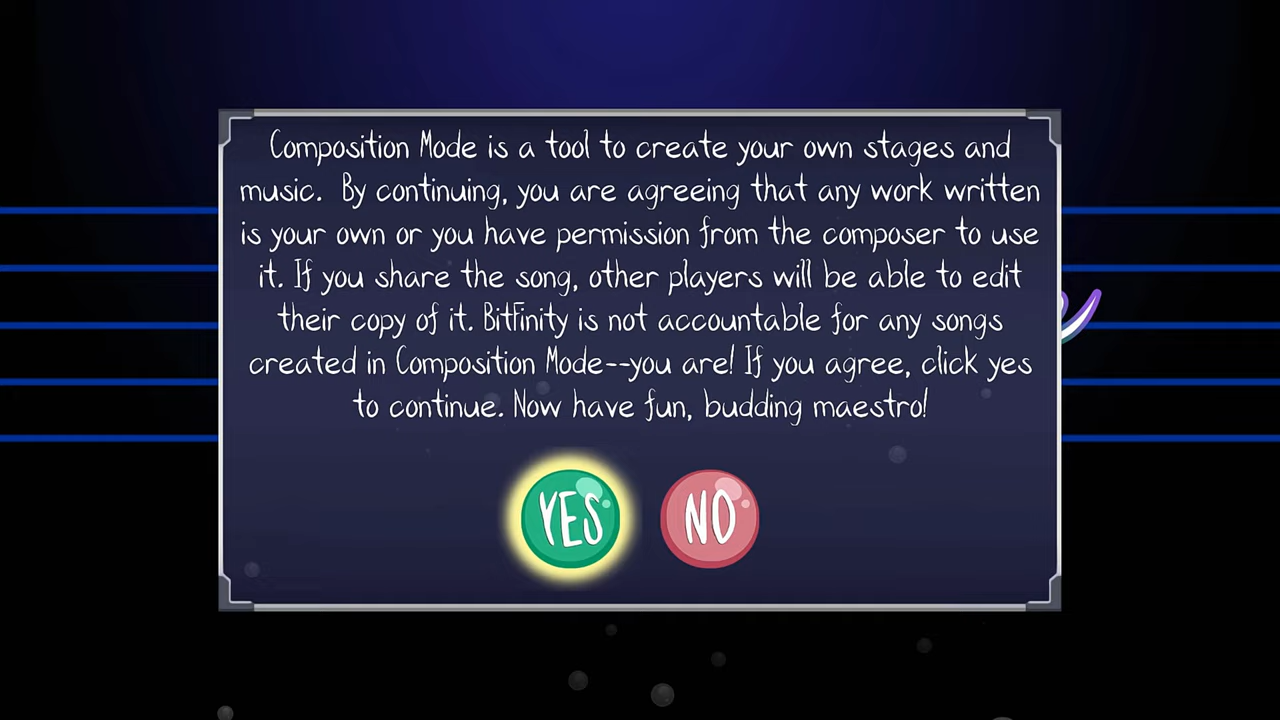 Composition Mode is a tool to create your own stages and
music. By continuing, you are agreeing that any work written
is your own or you have permission from the composer to use
it. If you share the song, other players will be able to edit
their copy of it. BitFinity is not accountable for any songs
created in Composition Mode--you are! If you agree, click yes
to continue. Now have fun, budding maestro!
YES NO